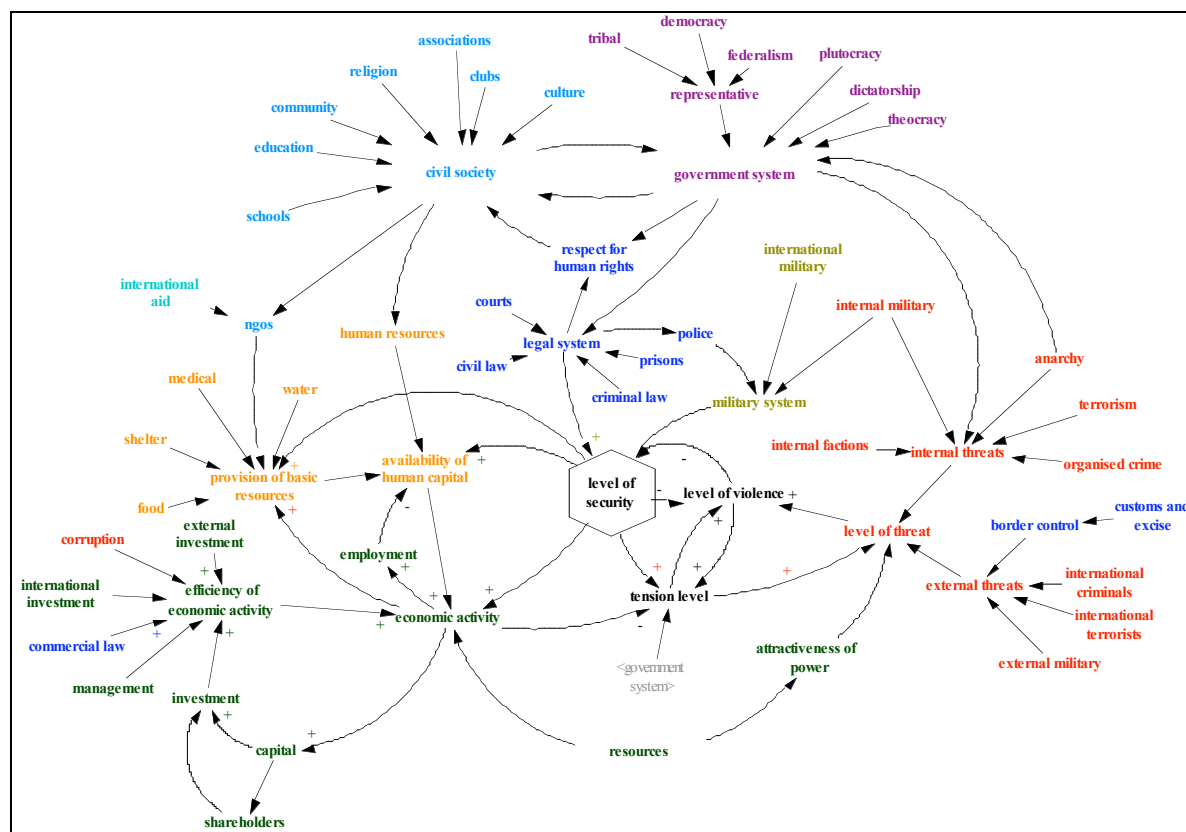 democracy
associations
tribal
federalism
plutocracy
religion
clubs
culture
representative
dictatorship
community
theocracy
education
civil society
government system
schools
respect for
human rights
international
military
international
aid
courts
internal military
ngos
human resources
legal system
police
civil law
prisons
anarchy
medical
water
criminal law
military system
terrorism
shelter
+
internal factions
internal threats
availability of
human capital
+
-
organised crime
provision of basic
resources
+
level of
security
-
level of violence
+
food
+
-
border control
customs and
excise
external
investment
corruption
employment
+
level of threat
+
+
+
international
investment
+
efficiency of
economic activity
+
+
+
external threats
international
criminals
tension level
economic activity
+
-
international
terrorists
commercial law
+
+
attractiveness of
power
external military
<government
system>
management
investment
+
+
capital
resources
shareholders